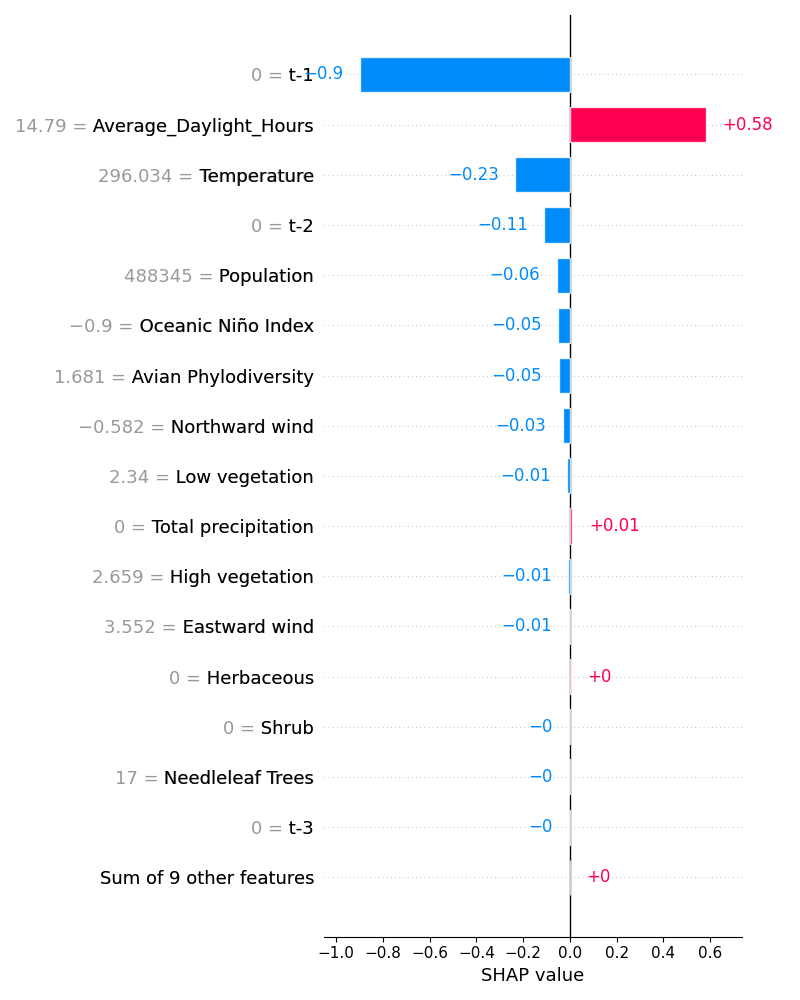 0 = t-1 −0.9
14.79 = Average_Daylight_Hours +0.58
296.034 = Temperature −0.23
0 = t-2 −0.11
488345 = Population −0.06
−0.9 = Oceanic Niño Index −0.05
1.681 = Avian Phylodiversity −0.05
−0.582 = Northward wind −0.03
2.34 = Low vegetation −0.01
0 = Total precipitation +0.01
2.659 = High vegetation −0.01
3.552 = Eastward wind −0.01
0 = Herbaceous +0
0 = Shrub −0
17 = Needleleaf Trees −0
0 = t-3 −0
Sum of 9 other features +0
−1.0 −0.8 −0.6 −0.4 −0.2 0.0 0.2 0.4 0.6
SHAP value